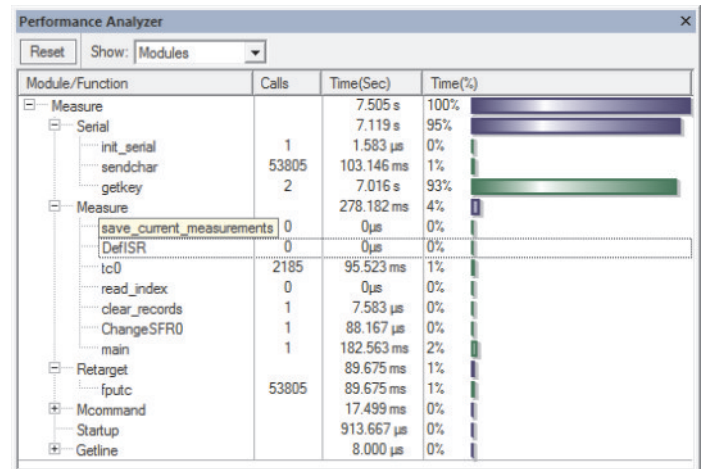 Performance Analyzer
Reset Show: Modules
Module/Function Calls Time(Sec) Time(%)
Measure 7.505 s 100%
Serial 7.119 s 95%
init_serial 1 1.583 µs 0%
sendchar 53805 103.146 ms 1%
getkey 2 7.016 s 93%
Measure 278.182 ms 4%
save_current_measurements 0 0µs 0%
DefISR 0 0µs 0%
tc0 2185 95.523 ms 1%
read_index 0 0µs 0%
clear_records 1 7.583 µs 0%
ChangeSFR0 1 88.167 µs 0%
main 1 182.563 ms 2%
Retarget 89.675 ms 1%
fputc 53805 89.675 ms 1%
Mcommand 17.499 ms 0%
Startup 913.667 µs 0%
Getline 8.000 µs 0%